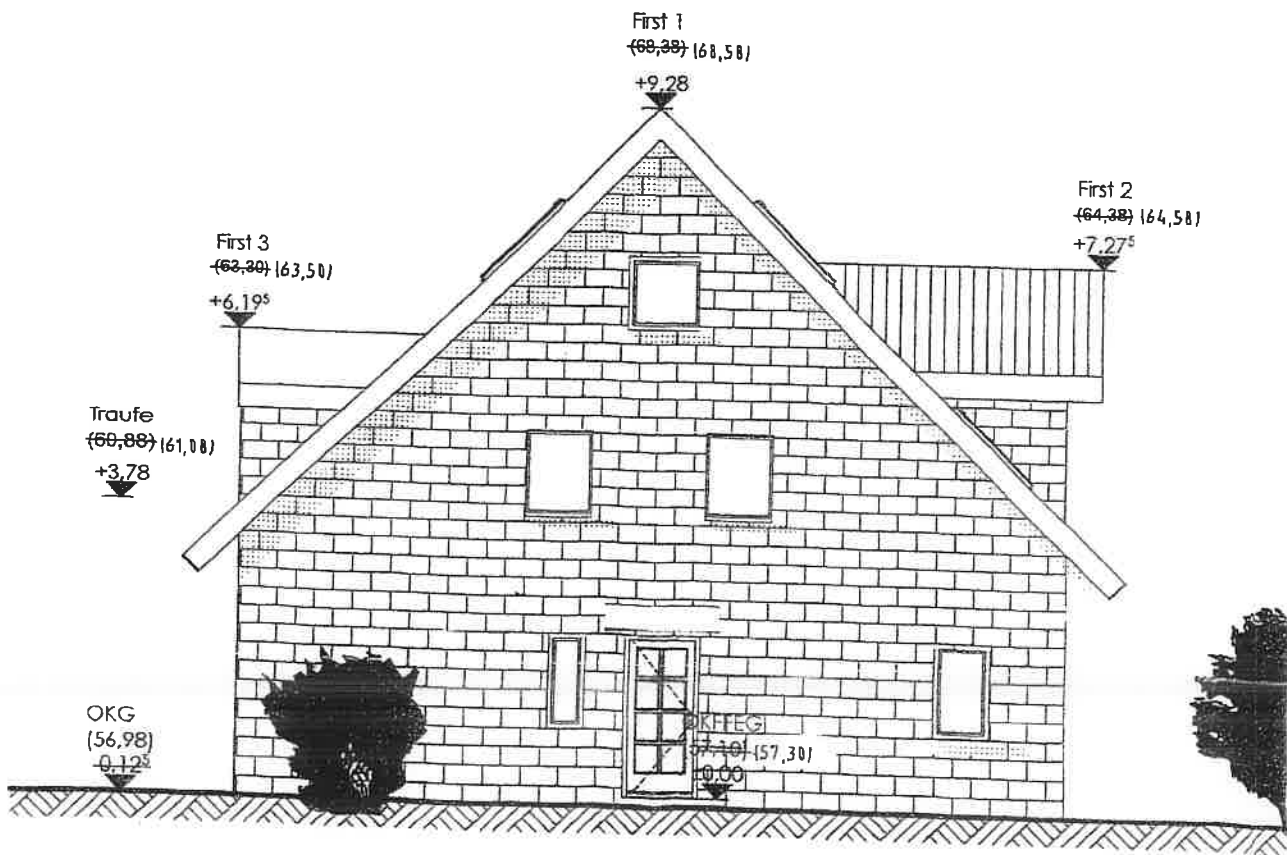 First 1
(68,38) (68,58)
+9,28
First 2
(64,38) (64,58)
+7,27⁵
First 3
(63,30) (63,50)
+6,19⁵
Traufe
(60,88) (61,08)
+3,78
OKG
(56,98)
-0,12⁵
OKFFEG
(57,10) (57,30)
±0,00